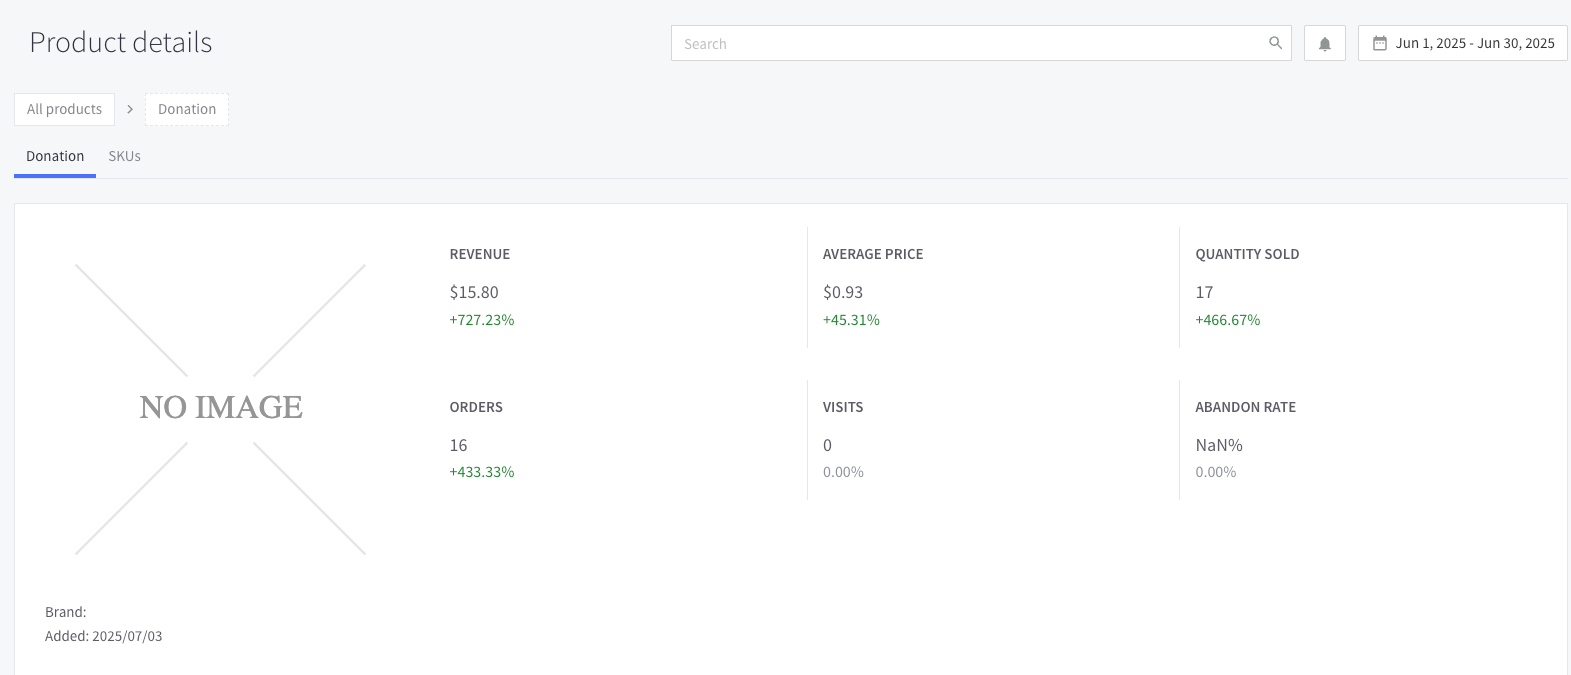 Product details
Search
Jun 1, 2025 - Jun 30, 2025
All products
Donation
Donation
SKUs
REVENUE
$15.80
+727.23%
AVERAGE PRICE
$0.93
+45.31%
QUANTITY SOLD
17
+466.67%
NO IMAGE
ORDERS
16
+433.33%
VISITS
0
0.00%
ABANDON RATE
NaN%
0.00%
Brand:
Added: 2025/07/03